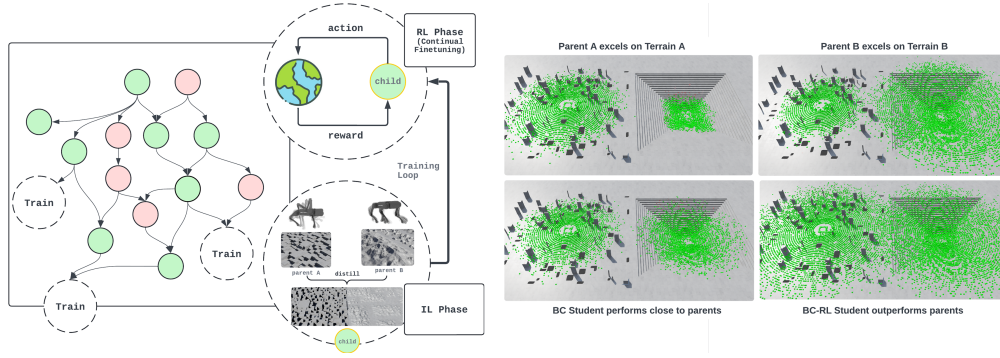 action
RL Phase
(Continual
Finetuning)
child
reward
Training
Loop
Train
Train
Train
parent A
distill
parent B
IL Phase
child
Parent A excels on Terrain A
Parent B excels on Terrain B
BC Student performs close to parents
BC-RL Student outperforms parents